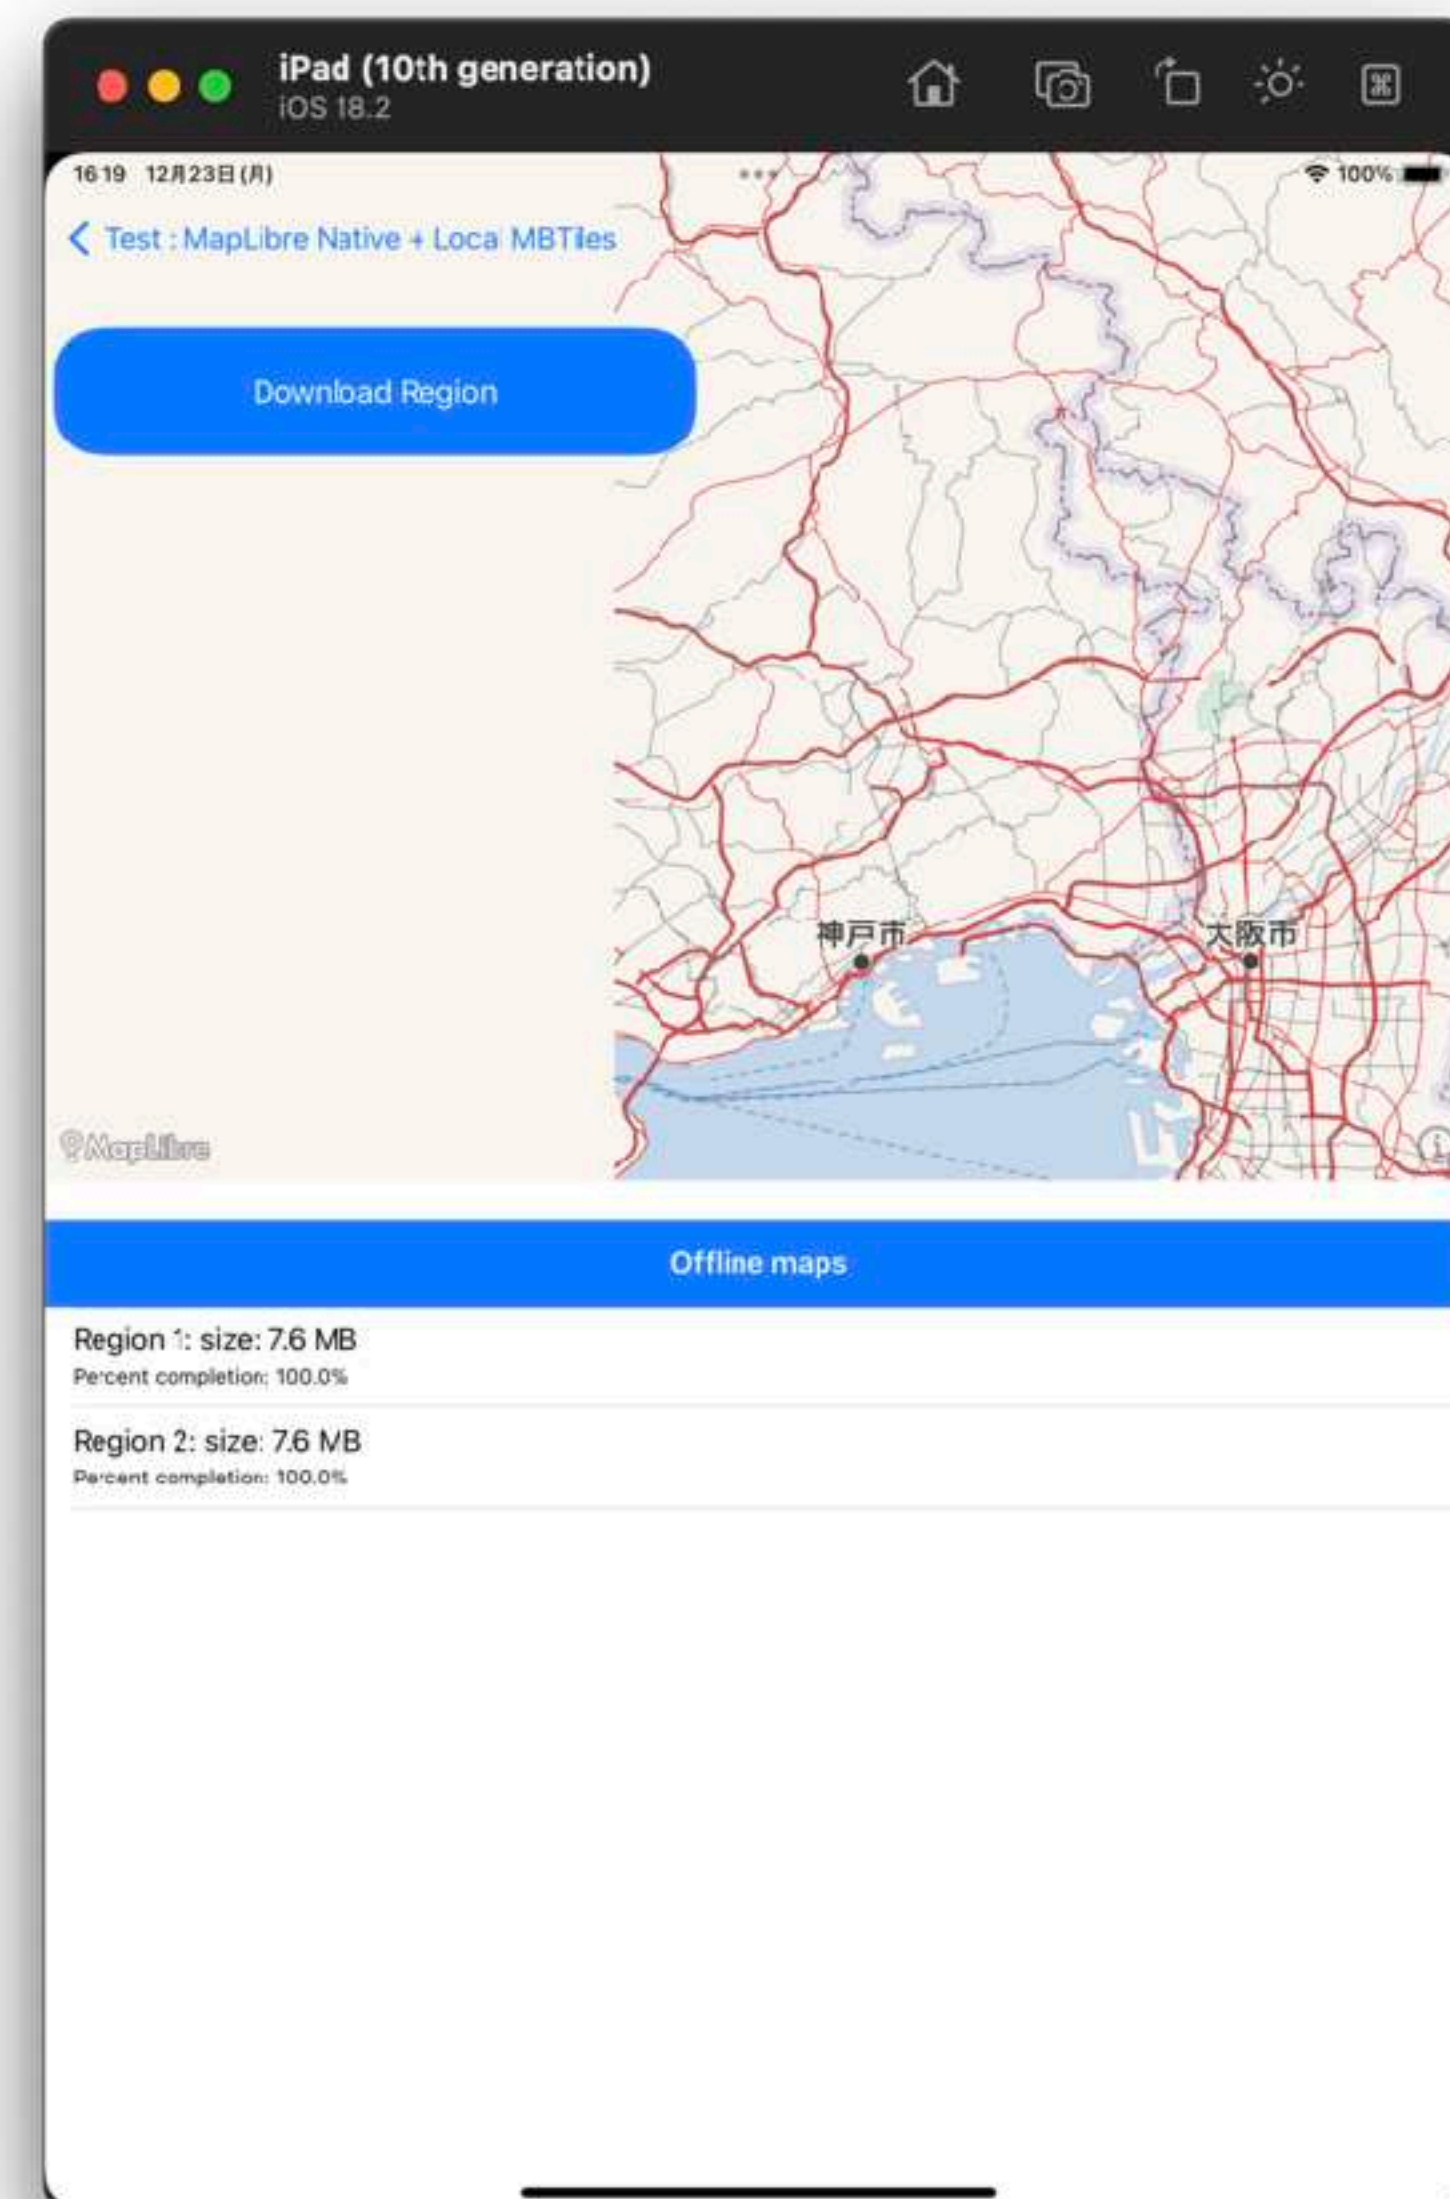 iPad (10th generation)
iOS 18.2
16:19 12月23日(月)
100%
Test : MapLibre Native + Local MBTiles
Download Region
神戸市
大阪市
MapLibre
Offline maps
Region 1: size: 7.6 MB
Percent completion: 100.0%
Region 2: size: 7.6 MB
Percent completion: 100.0%